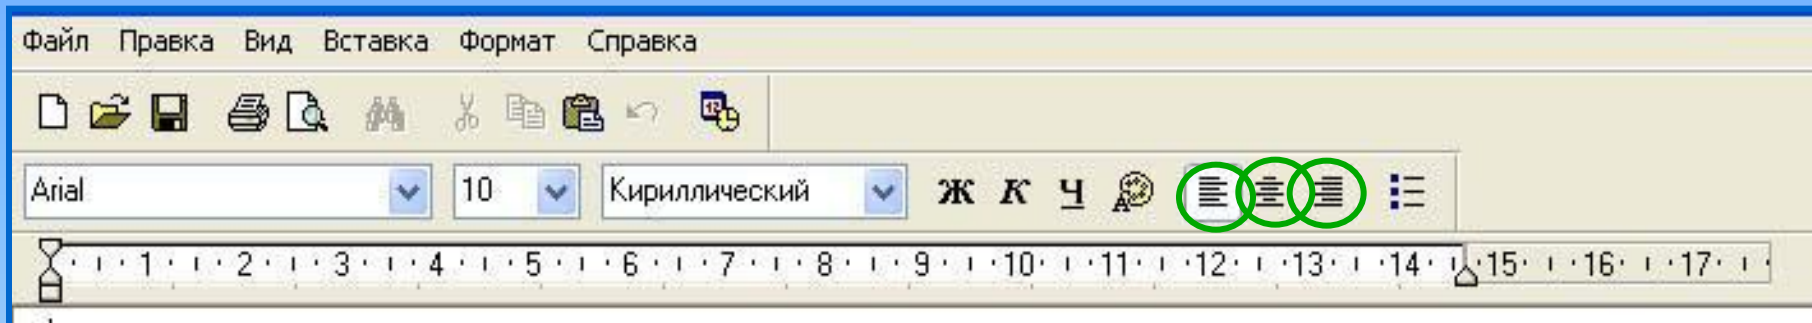 Файл Правка Вид Вставка Формат Справка
Arial 10 Кириллический Ж К Ч
1 2 3 4 5 6 7 8 9 10 11 12 13 14 15 16 17